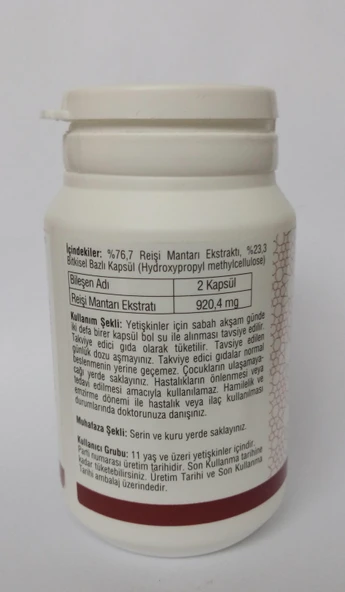 İçindekiler: %76,7 Reişi Mantarı Ekstraktı, %23,3
Bitkisel Bazlı Kapsül (Hydroxypropyl methylcellulose)
Bileşen Adı 2 Kapsül
Reişi Mantarı Ekstratı 920,4 mg
Kullanım Şekli: Yetişkinler için sabah akşam günde
iki defa birer kapsül bol su ile alınması tavsiye edilir.
Takviye edici gıda olarak tüketilir. Tavsiye edilen
günlük dozu aşmayınız. Takviye edici gıdalar normal
beslenmenin yerine geçemez. Çocukların ulaşamaya-
cağı yerde saklayınız. Hastalıkların önlenmesi veya
tedavi edilmesi amacıyla kullanılamaz. Hamilelik ve
emzirme dönemi ile hastalık veya ilaç kullanılması
durumlarında doktorunuza danışınız.
Muhafaza Şekli: Serin ve kuru yerde saklayınız.
Kullanıcı Grubu: 11 yaş ve üzeri yetişkinler içindir.
Parti numarası üretim tarihidir. Son Kullanma tarihine
kadar tüketebilirsiniz. Üretim Tarihi ve Son Kullanma
Tarihi ambalaj üzerindedir.